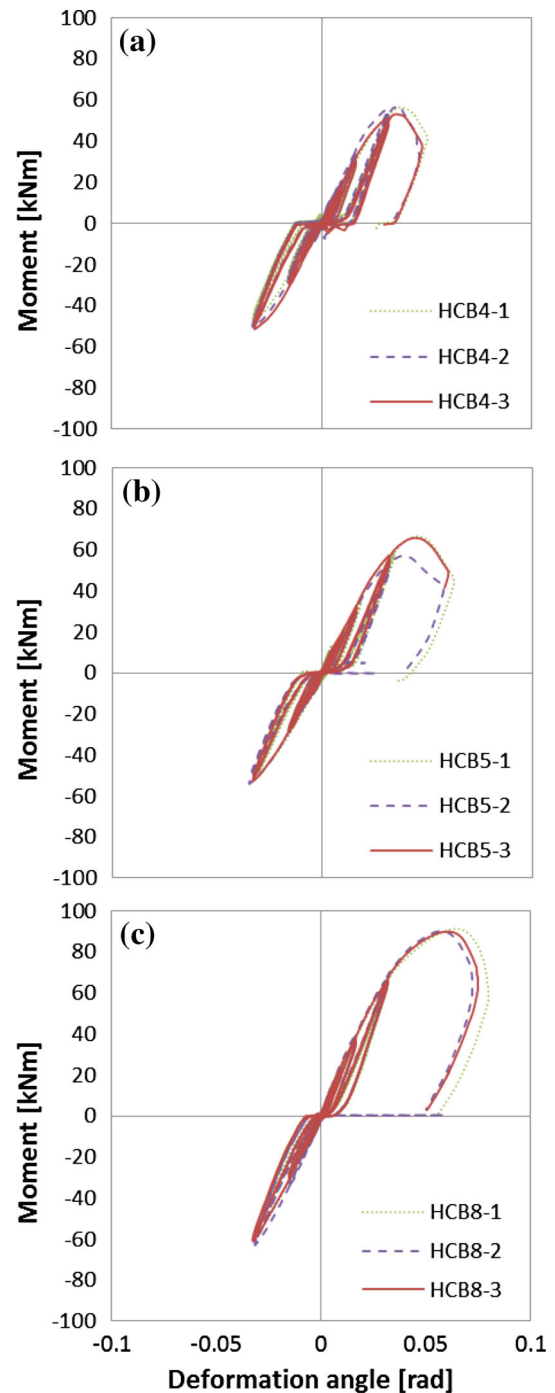 (a)
Moment [kNm]
100
80
60
40
20
0
-20
-40
-60
-80
-100
HCB4-1
HCB4-2
HCB4-3
(b)
Moment [kNm]
100
80
60
40
20
0
-20
-40
-60
-80
-100
HCB5-1
HCB5-2
HCB5-3
(c)
Moment [kNm]
100
80
60
40
20
0
-20
-40
-60
-80
-100
HCB8-1
HCB8-2
HCB8-3
-0.1 -0.05 0 0.05 0.1
Deformation angle [rad]